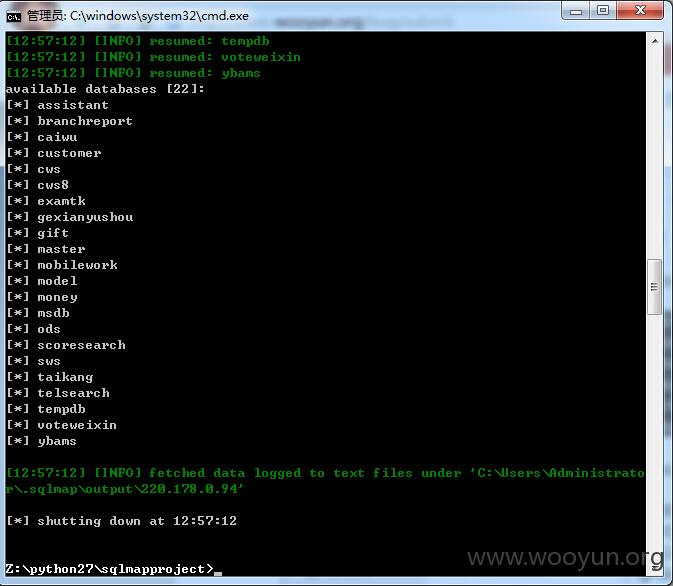 管理员: C:\windows\system32\cmd.exe
[12:57:12] [INFO] resumed: tempdb
[12:57:12] [INFO] resumed: voteweixin
[12:57:12] [INFO] resumed: ybams
available databases [22]:
[*] assistant
[*] branchreport
[*] caiwu
[*] customer
[*] cws
[*] cws8
[*] examtk
[*] gexianyushou
[*] gift
[*] master
[*] mobilework
[*] model
[*] money
[*] msdb
[*] ods
[*] scoresearch
[*] sws
[*] taikang
[*] telsearch
[*] tempdb
[*] voteweixin
[*] ybams
[12:57:12] [INFO] fetched data logged to text files under 'C:\Users\Administrato
r\.sqlmap\output\220.178.0.94'
[*] shutting down at 12:57:12
Z:\python27\sqlmapproject>_
www.wooyun.org